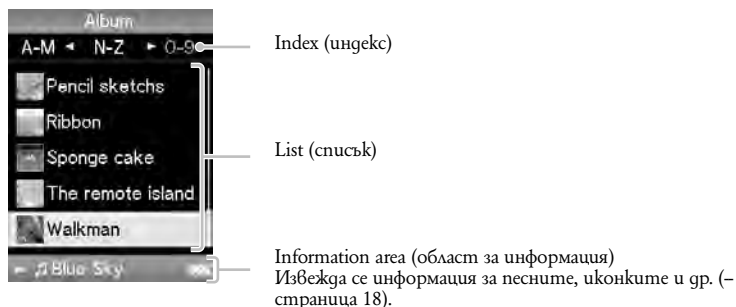 Album
A-M ◄ N-Z ► 0-9
Index (индекс)
Pencil sketchs
Ribbon
Sponge cake
List (списък)
The remote island
Walkman
Blue Sky
Information area (област за информация)
Извежда се информация за песните, иконките и др. (–
страница 18).